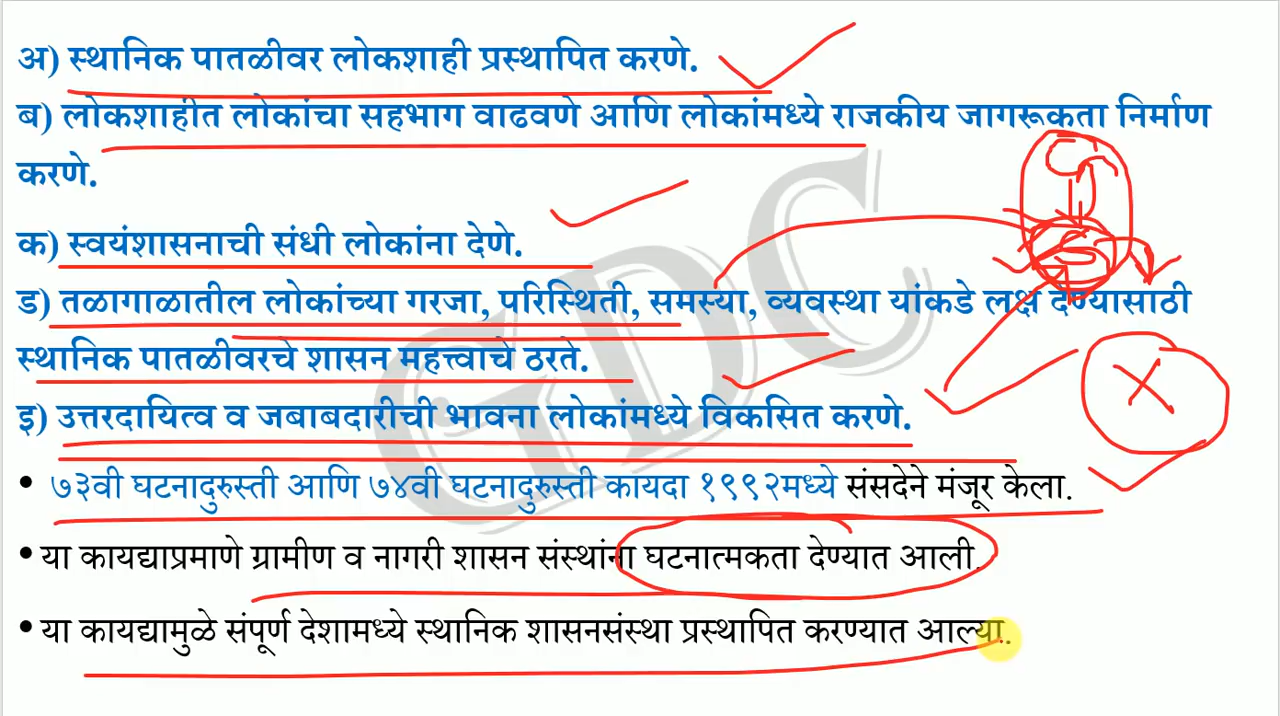 अ) स्थानिक पातळीवर लोकशाही प्रस्थापित करणे.
ब) लोकशाहीत लोकांचा सहभाग वाढवणे आणि लोकांमध्ये राजकीय जागरूकता निर्माण
करणे.
क) स्वयंशासनाची संधी लोकांना देणे.
ड) तळागाळातील लोकांच्या गरजा, परिस्थिती, समस्या, व्यवस्था यांकडे लक्ष देण्यासाठी
स्थानिक पातळीवरचे शासन महत्त्वाचे ठरते.
इ) उत्तरदायित्व व जबाबदारीची भावना लोकांमध्ये विकसित करणे.
• ७३वी घटनादुरुस्ती आणि ७४वी घटनादुरुस्ती कायदा १९९२मध्ये संसदेने मंजूर केला.
• या कायद्याप्रमाणे ग्रामीण व नागरी शासन संस्थांना घटनात्मकता देण्यात आली.
• या कायद्यामुळे संपूर्ण देशामध्ये स्थानिक शासनसंस्था प्रस्थापित करण्यात आल्या.
GDC